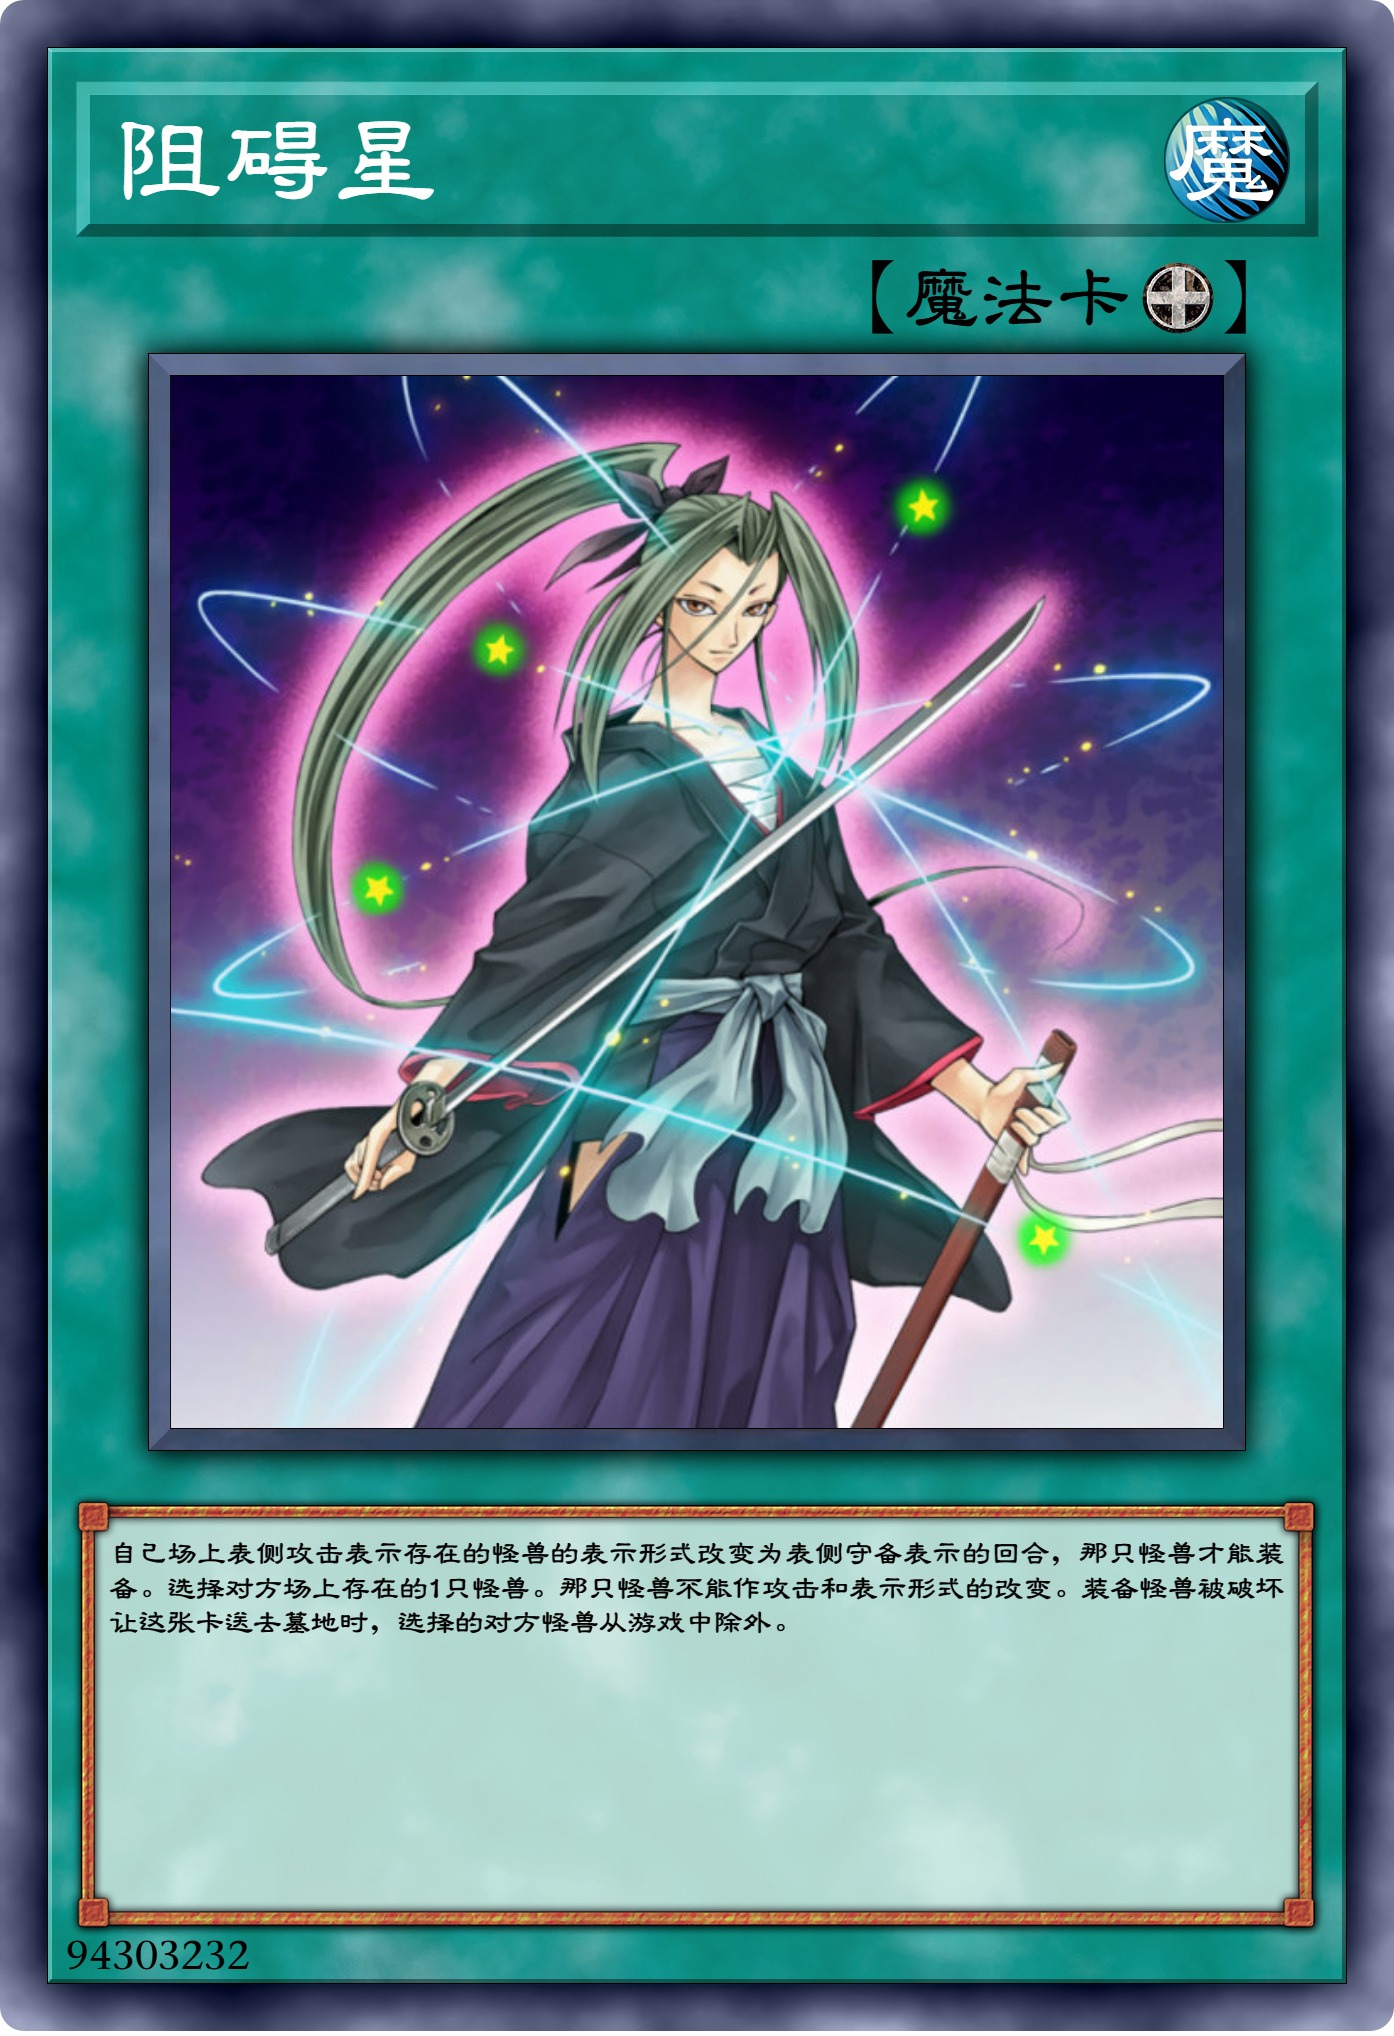 阻碍星
魔
【魔法卡】
自己场上表侧攻击表示存在的怪兽的表示形式改变为表侧守备表示的回合，那只怪兽才能装
备。选择对方场上存在的1只怪兽。那只怪兽不能作攻击和表示形式的改变。装备怪兽被破坏
让这张卡送去墓地时，选择的对方怪兽从游戏中除外。
94303232